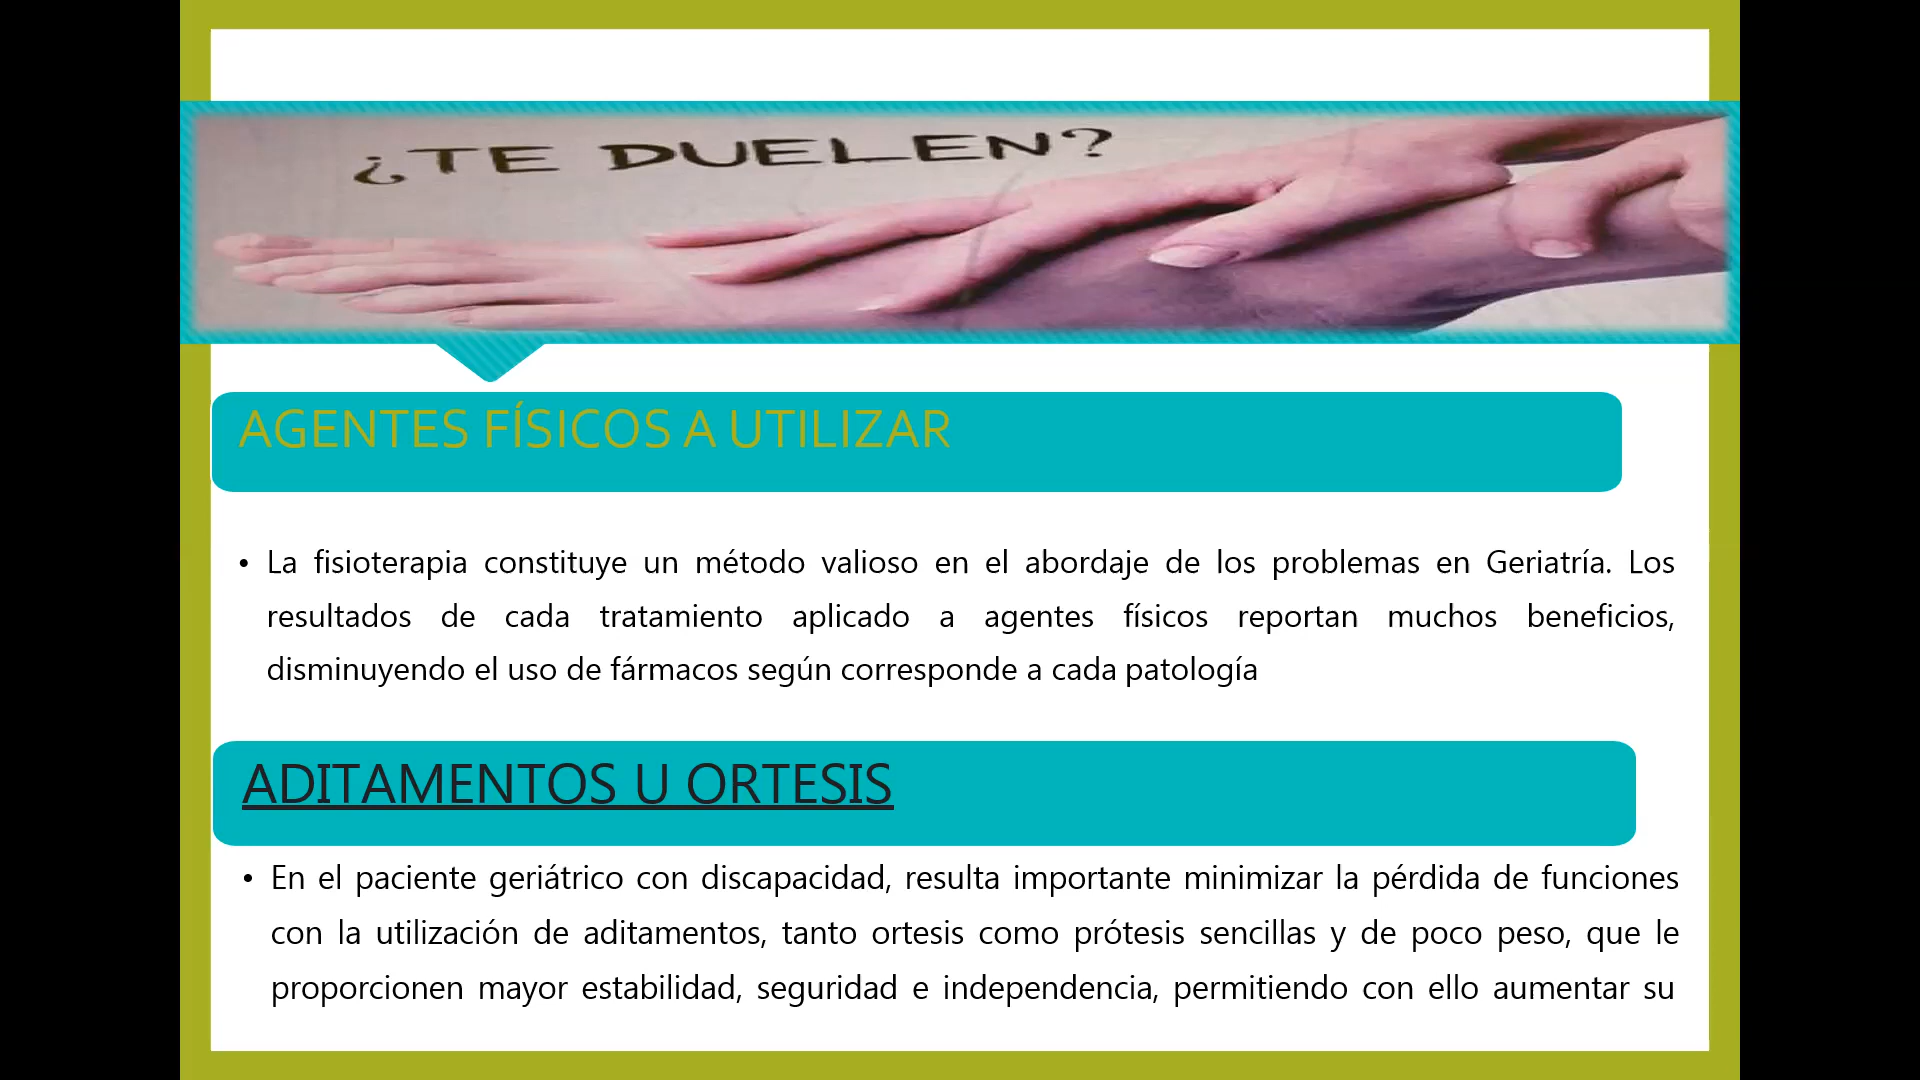 ¿TE DUELEN?
AGENTES FÍSICOS A UTILIZAR
• La fisioterapia constituye un método valioso en el abordaje de los problemas en Geriatría. Los
resultados de cada tratamiento aplicado a agentes físicos reportan muchos beneficios,
disminuyendo el uso de fármacos según corresponde a cada patología
ADITAMENTOS U ORTESIS
• En el paciente geriátrico con discapacidad, resulta importante minimizar la pérdida de funciones
con la utilización de aditamentos, tanto ortesis como prótesis sencillas y de poco peso, que le
proporcionen mayor estabilidad, seguridad e independencia, permitiendo con ello aumentar su